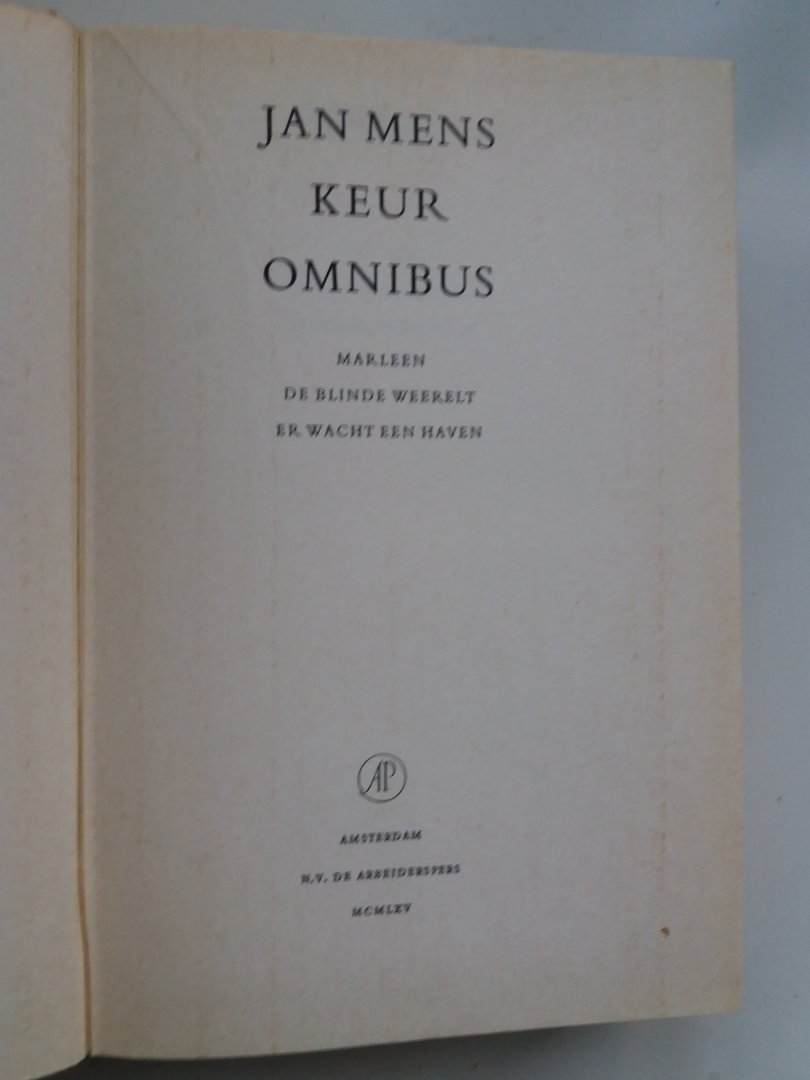 JAN MENS
KEUR
OMNIBUS
MARLEEN
DE BLINDE WEERELT
ER WACHT EEN HAVEN
AP
AMSTERDAM
N.V. DE ARBEIDERSPERS
MCMLXV